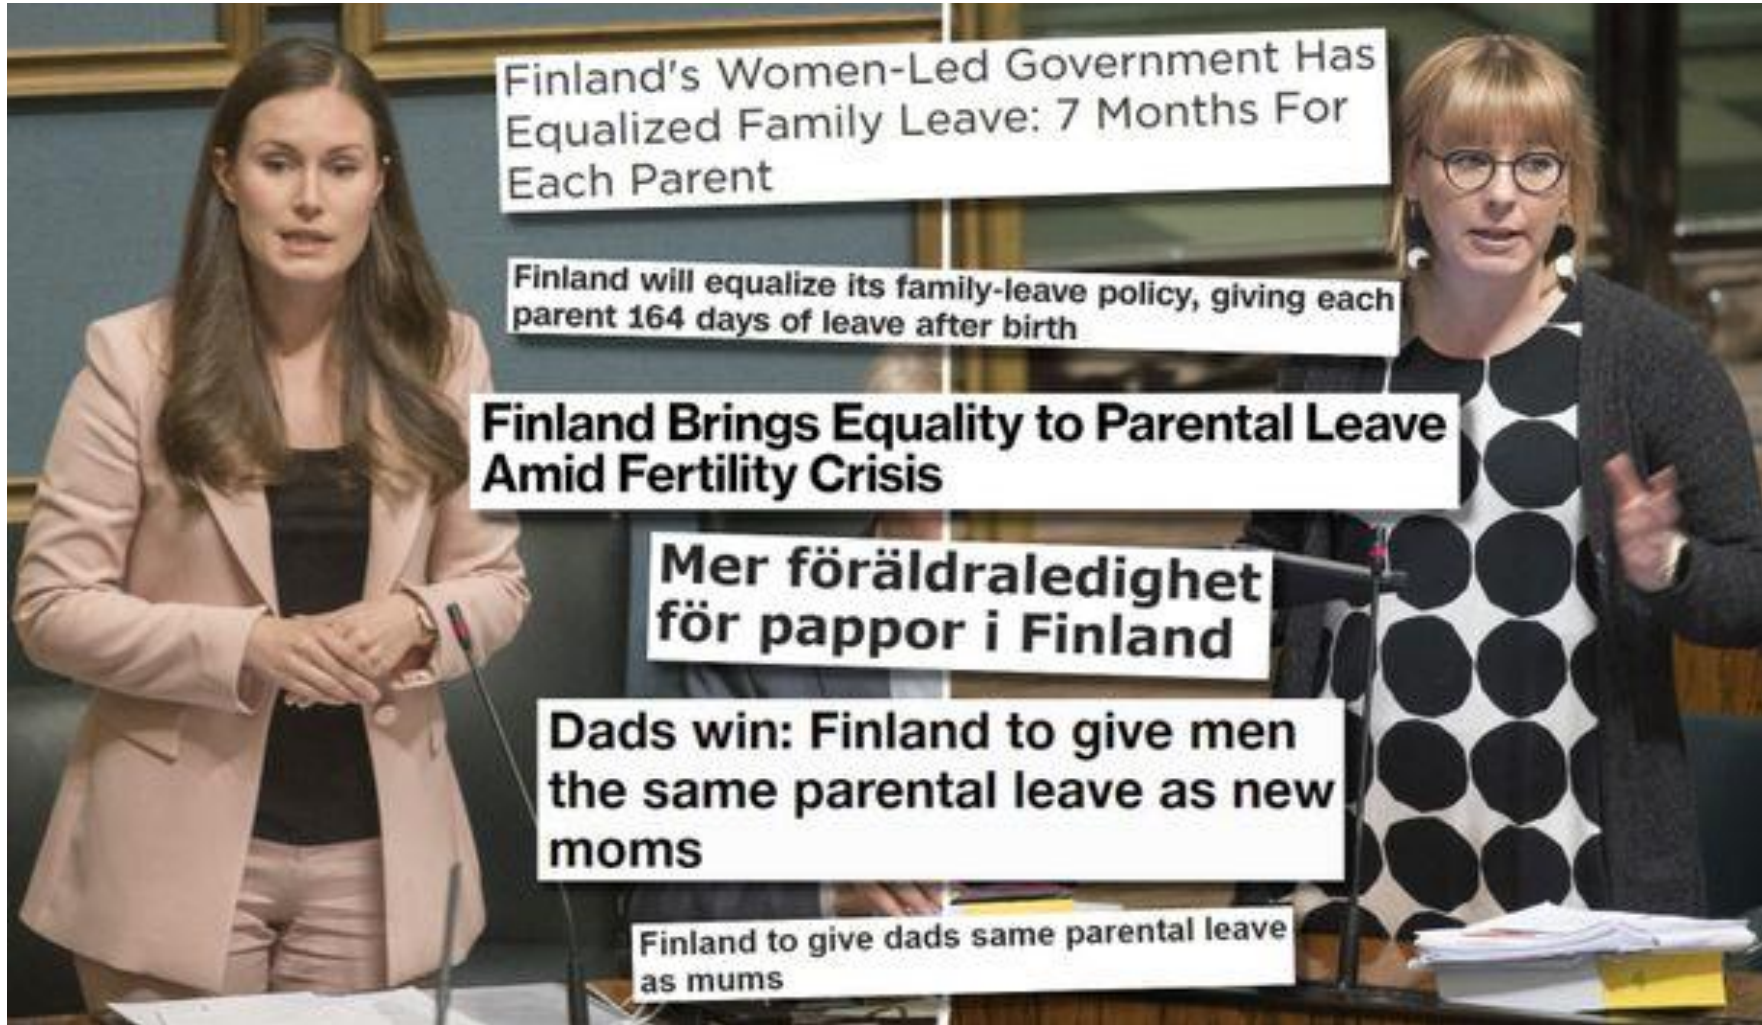 Finland's Women-Led Government Has
Equalized Family Leave: 7 Months For
Each Parent
Finland will equalize its family-leave policy, giving each
parent 164 days of leave after birth
Finland Brings Equality to Parental Leave
Amid Fertility Crisis
Mer föräldraledighet
för pappor i Finland
Dads win: Finland to give men
the same parental leave as new
moms
Finland to give dads same parental leave
as mums